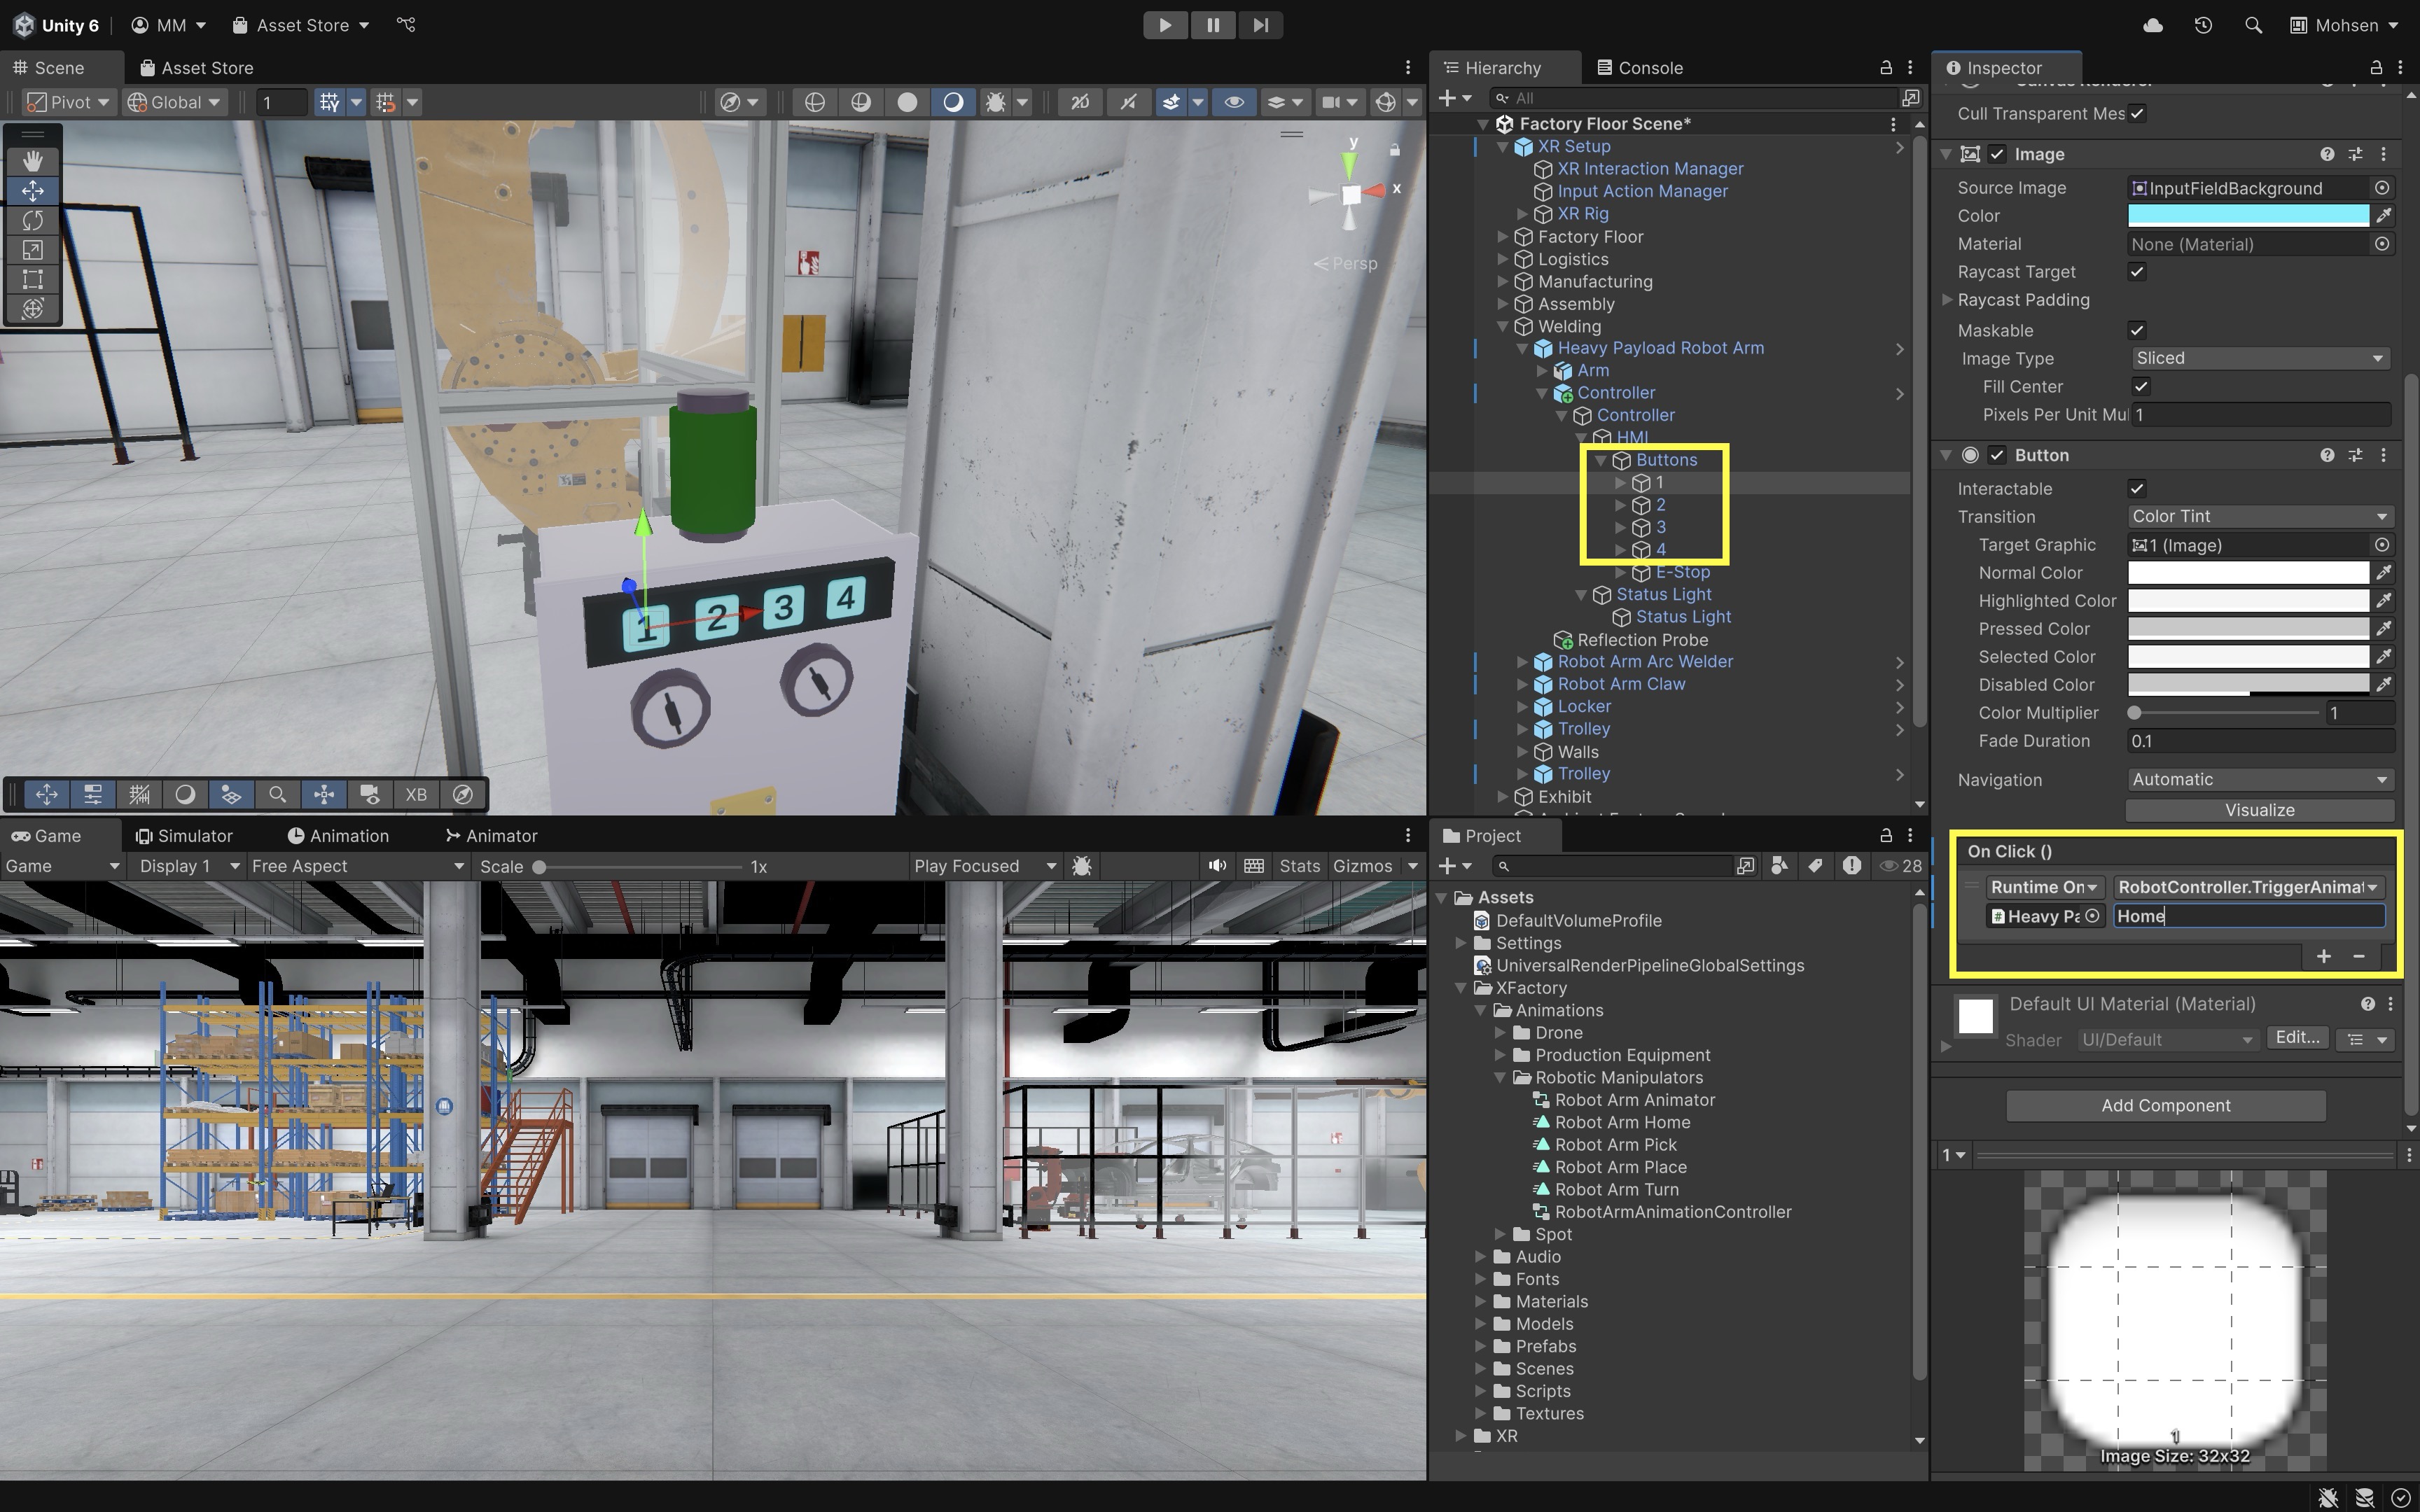 Unity 6
MM
Asset Store
Mohsen
Scene
Asset Store
Pivot
Global
1
2D
y
x
Persp
1
2
3
4
XB
Hierarchy
Console
All
Factory Floor Scene*
XR Setup
XR Interaction Manager
Input Action Manager
XR Rig
Factory Floor
Logistics
Manufacturing
Assembly
Welding
Heavy Payload Robot Arm
Arm
Controller
Controller
HMI
Buttons
1
2
3
4
E-Stop
Status Light
Status Light
Reflection Probe
Robot Arm Arc Welder
Robot Arm Claw
Locker
Trolley
Walls
Trolley
Exhibit
Game
Simulator
Animation
Animator
Game
Display 1
Free Aspect
Scale
1x
Play Focused
Stats
Gizmos
Project
28
Assets
DefaultVolumeProfile
Settings
UniversalRenderPipelineGlobalSettings
XFactory
Animations
Drone
Production Equipment
Robotic Manipulators
Robot Arm Animator
Robot Arm Home
Robot Arm Pick
Robot Arm Place
Robot Arm Turn
RobotArmAnimationController
Spot
Audio
Fonts
Materials
Models
Prefabs
Scenes
Scripts
Textures
XR
Inspector
Cull Transparent Mes
Image
Source Image
InputFieldBackground
Color
Material
None (Material)
Raycast Target
Raycast Padding
Maskable
Image Type
Sliced
Fill Center
Pixels Per Unit Mul
1
Button
Interactable
Transition
Color Tint
Target Graphic
1 (Image)
Normal Color
Highlighted Color
Pressed Color
Selected Color
Disabled Color
Color Multiplier
1
Fade Duration
0.1
Navigation
Automatic
Visualize
On Click ()
Runtime On
RobotController.TriggerAnimat
Heavy Pa
Home
Default UI Material (Material)
Shader
UI/Default
Edit...
Add Component
1
1
Image Size: 32x32